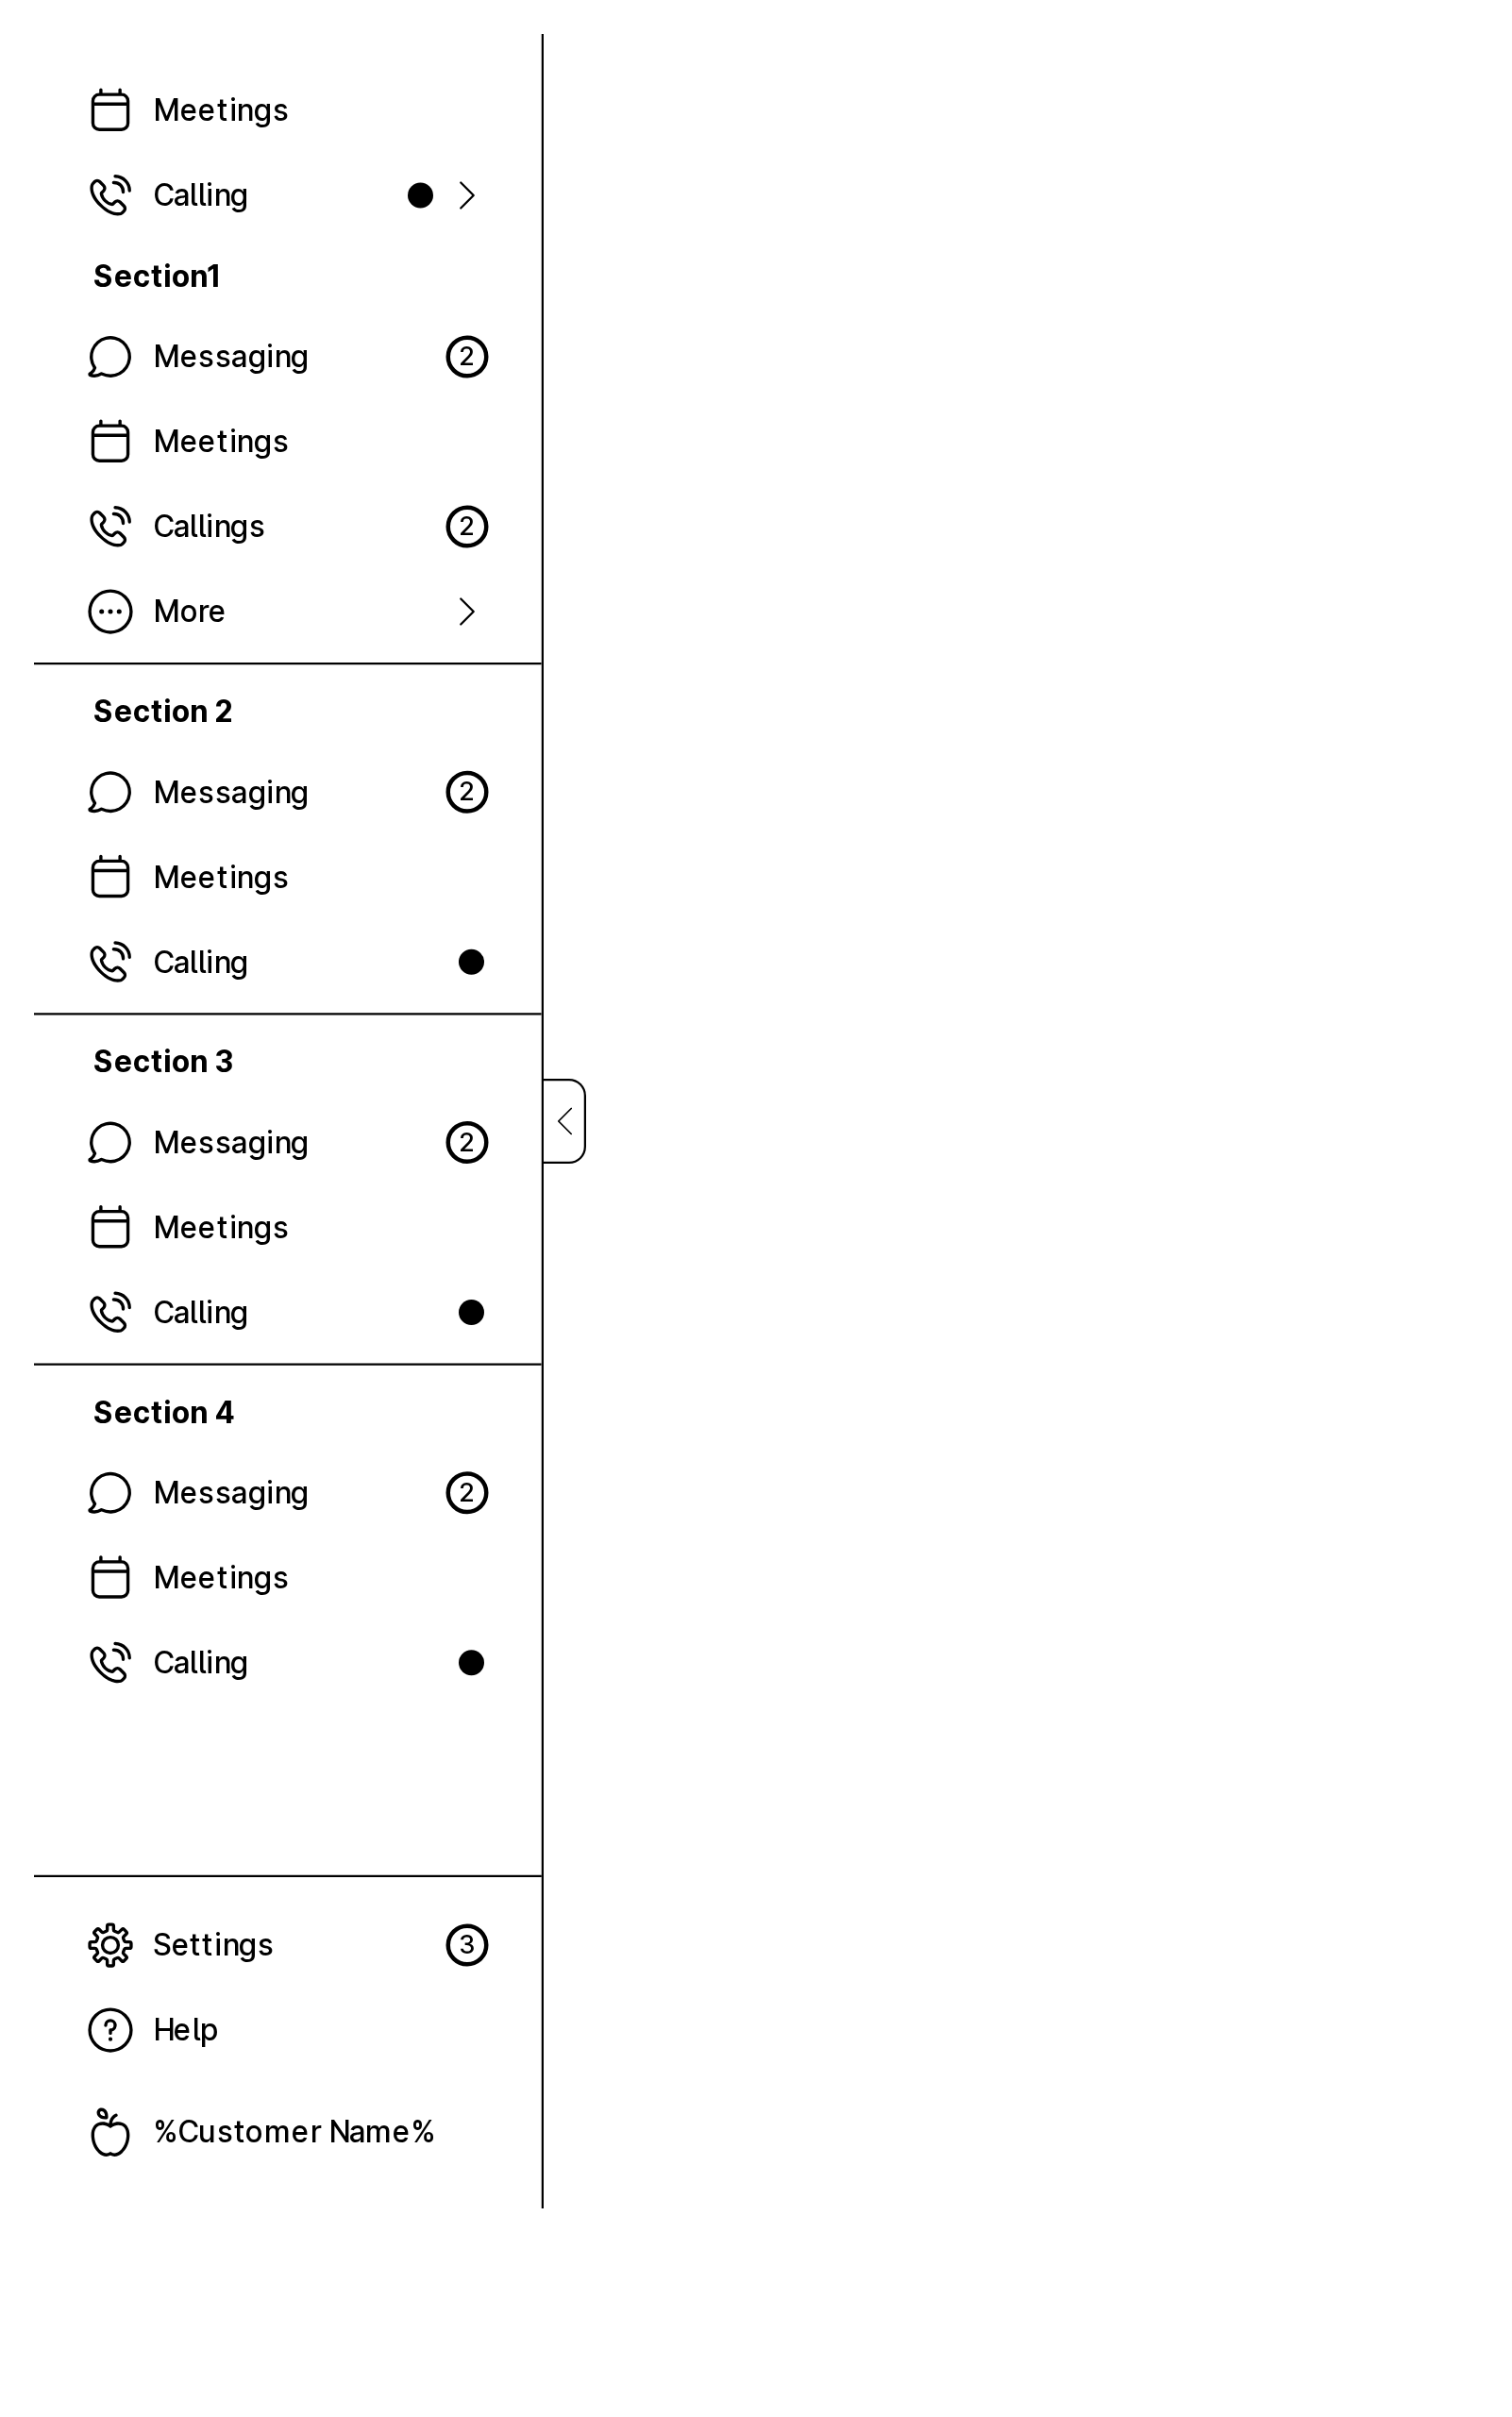 Meetings
Calling
Section1
Messaging 2
Meetings
Callings 2
More
Section 2
Messaging 2
Meetings
Calling
Section 3
Messaging 2
Meetings
Calling
Section 4
Messaging 2
Meetings
Calling
Settings 3
Help
%Customer Name%